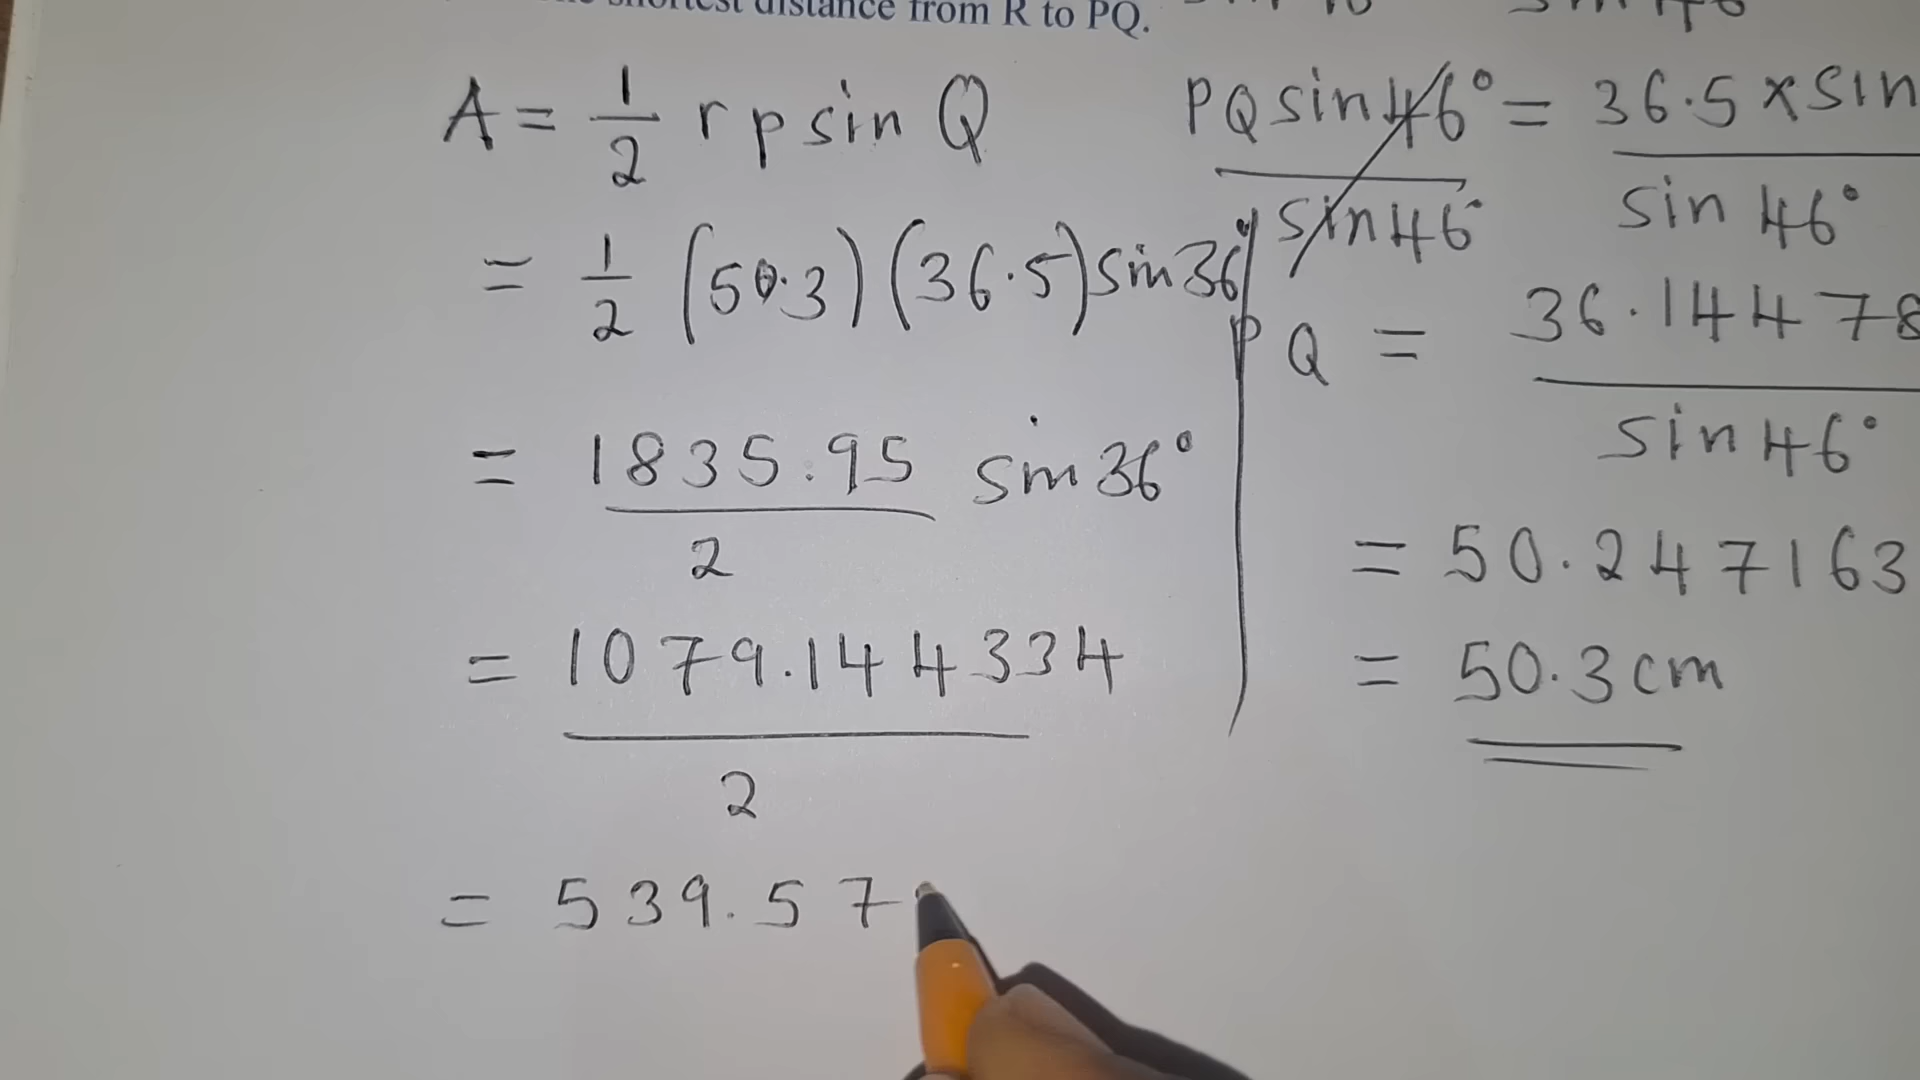 shortest distance from R to PQ.
A = 1/2 r p sin Q
= 1/2 (50.3)(36.5) sin 36°
= 1835.95/2 sin 36°
= 1079.144334/2
= 539.57
PQ sin 46° / sin 46 = 36.5 x sin / sin 46°
PQ = 36.14478 / sin 46°
= 50.247163
= 50.3 cm